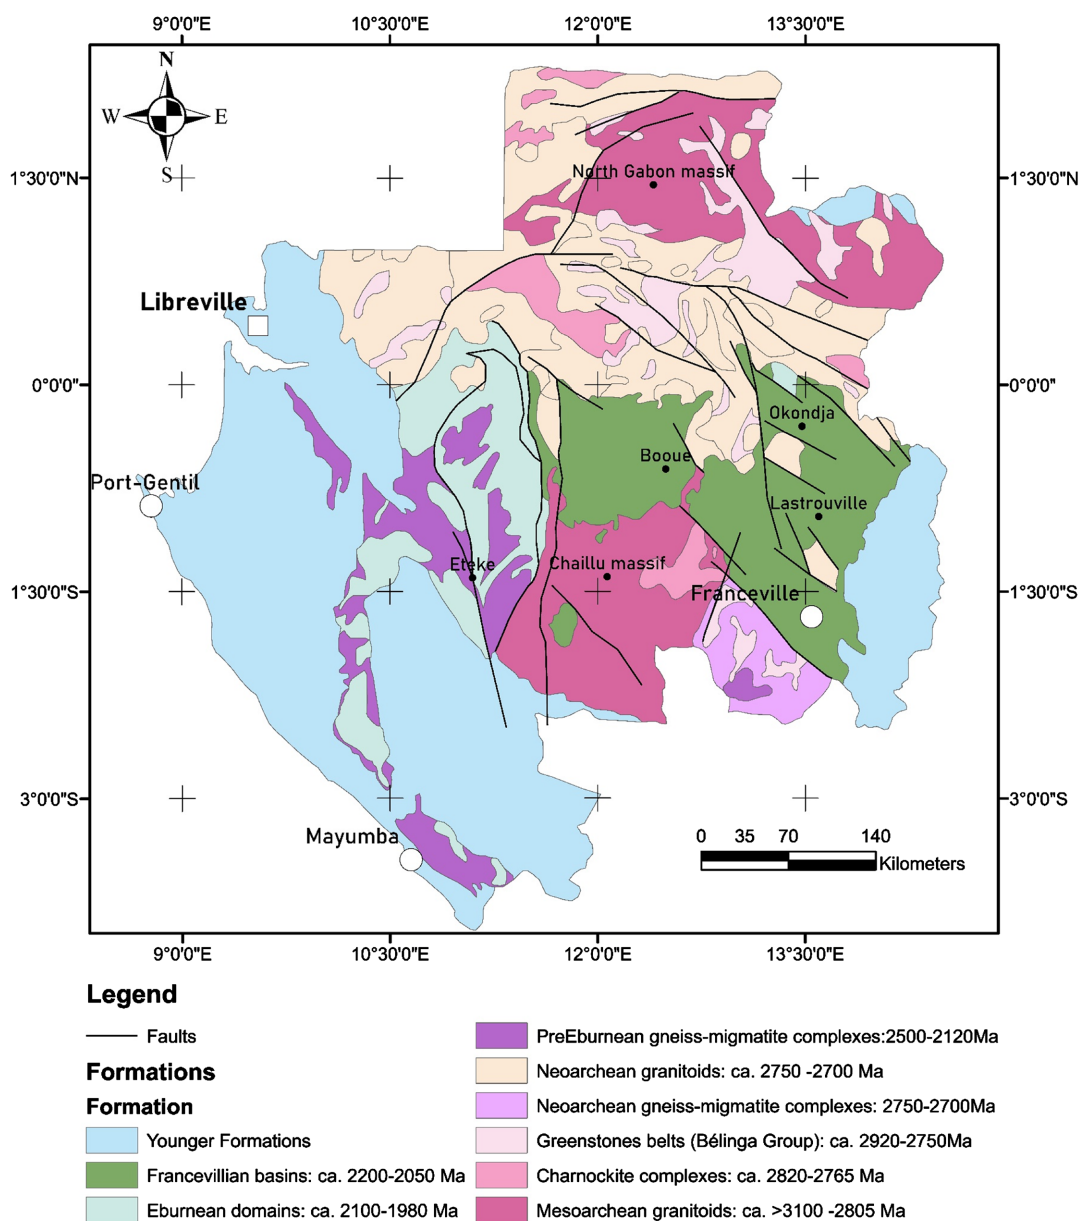 9°0'0"E 10°30'0"E 12°0'0"E 13°30'0"E
N
W E
S
1°30'0"N 1°30'0"N
North Gabon massif
Libreville
0°0'0" 0°0'0"
Okondja
Booue
Port-Gentil
Lastrouville
Eteke Chaillu massif
1°30'0"S Franceville 1°30'0"S
3°0'0"S 3°0'0"S
Mayumba
0 35 70 140
Kilometers
9°0'0"E 10°30'0"E 12°0'0"E 13°30'0"E
Legend
Faults
Formations
Formation
Younger Formations
Francevillian basins: ca. 2200-2050 Ma
Eburnean domains: ca. 2100-1980 Ma
PreEburnean gneiss-migmatite complexes:2500-2120Ma
Neoarchean granitoids: ca. 2750 -2700 Ma
Neoarchean gneiss-migmatite complexes: 2750-2700Ma
Greenstones belts (Bélinga Group): ca. 2920-2750Ma
Charnockite complexes: ca. 2820-2765 Ma
Mesoarchean granitoids: ca. >3100 -2805 Ma